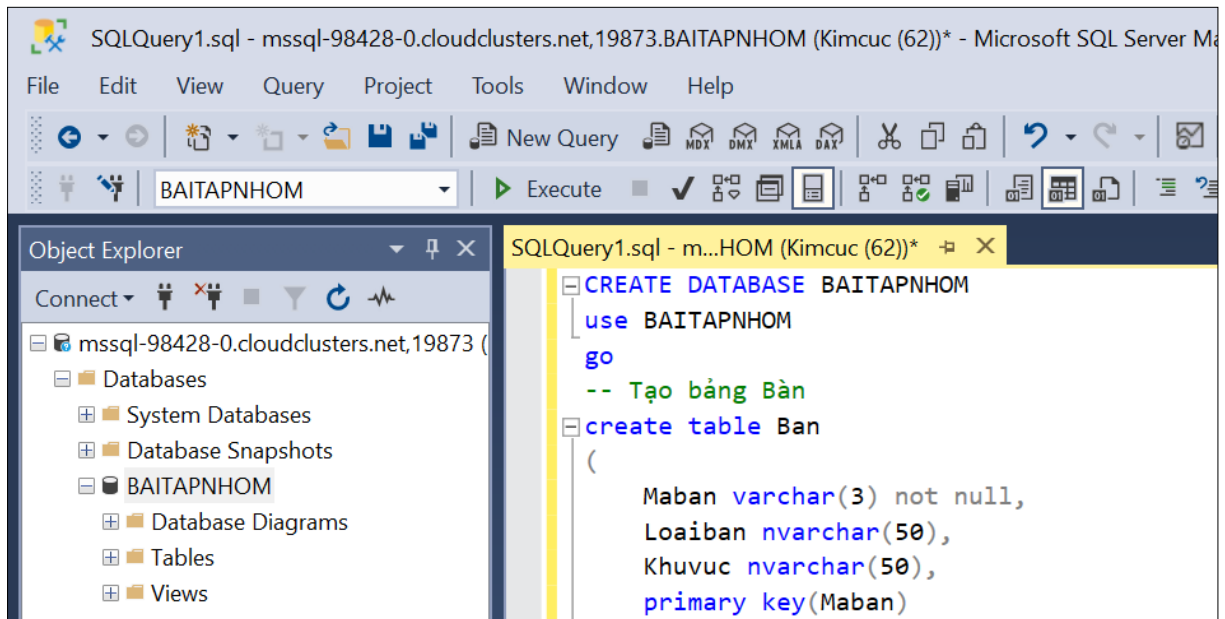 SQLQuery1.sql - mssql-98428-0.cloudclusters.net,19873.BAITAPNHOM (Kimcuc (62))* - Microsoft SQL Server Ma
File Edit View Query Project Tools Window Help
New Query MDX DMX XMLA DAX
BAITAPNHOM Execute
Object Explorer
Connect
mssql-98428-0.cloudclusters.net,19873 (
Databases
System Databases
Database Snapshots
BAITAPNHOM
Database Diagrams
Tables
Views
SQLQuery1.sql - m...HOM (Kimcuc (62))*
CREATE DATABASE BAITAPNHOM
use BAITAPNHOM
go
-- Tạo bảng Bàn
create table Ban
(
Maban varchar(3) not null,
Loaiban nvarchar(50),
Khuvuc nvarchar(50),
primary key(Maban)